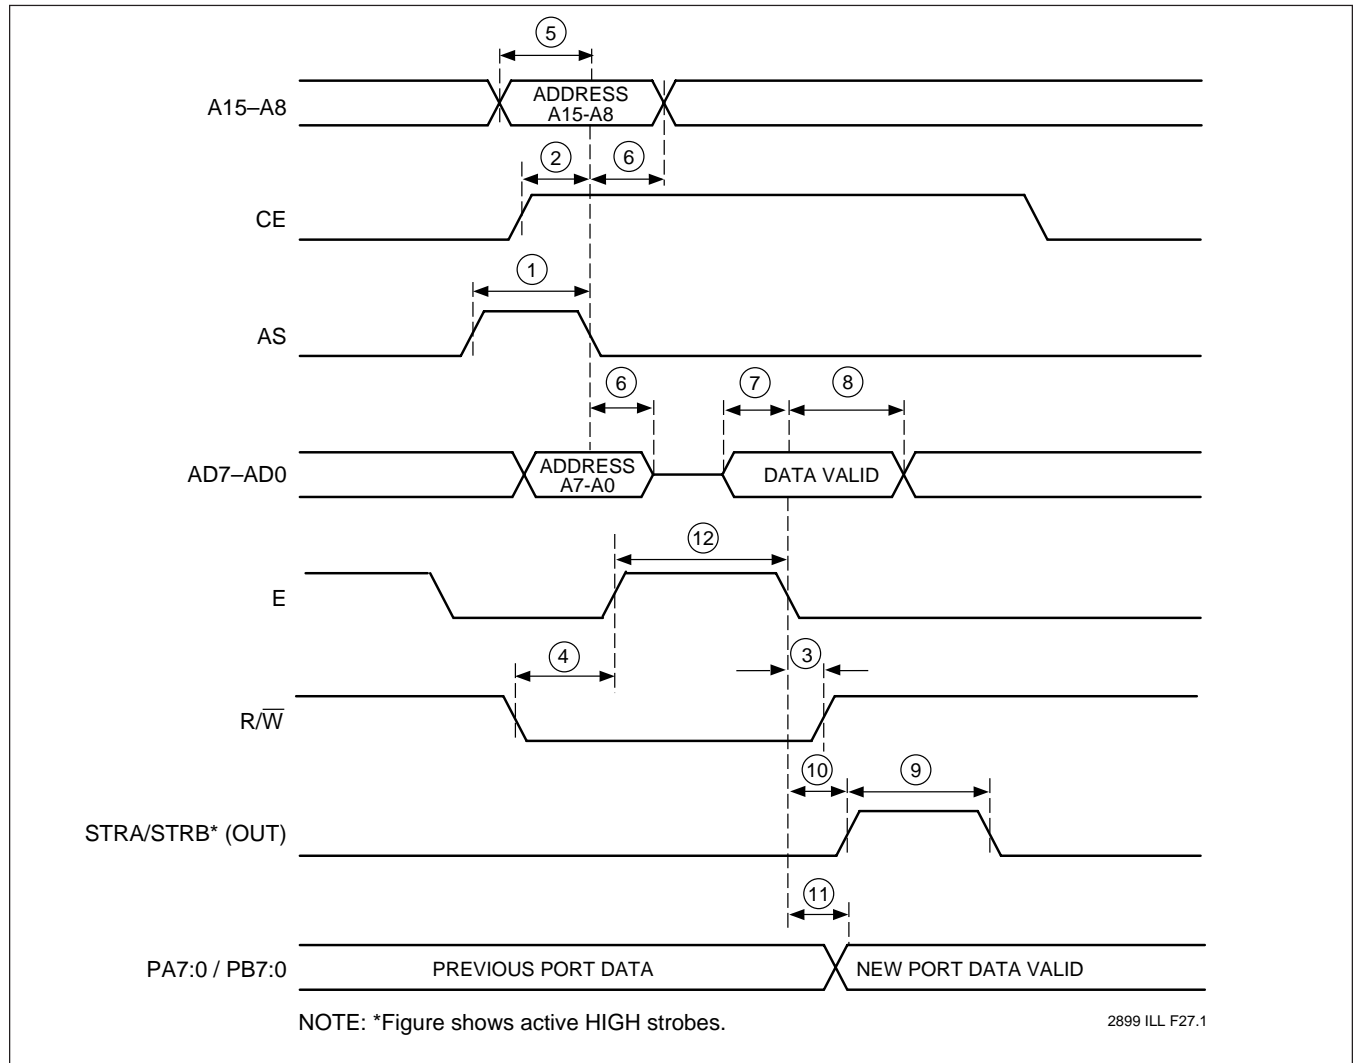 5
A15–A8
ADDRESS
A15-A8
2
6
CE
1
AS
6
7
8
AD7–AD0
ADDRESS
A7-A0
DATA VALID
12
E
4
3
R/W̅
10
9
STRA/STRB* (OUT)
11
PA7:0 / PB7:0
PREVIOUS PORT DATA
NEW PORT DATA VALID
NOTE: *Figure shows active HIGH strobes.
2899 ILL F27.1